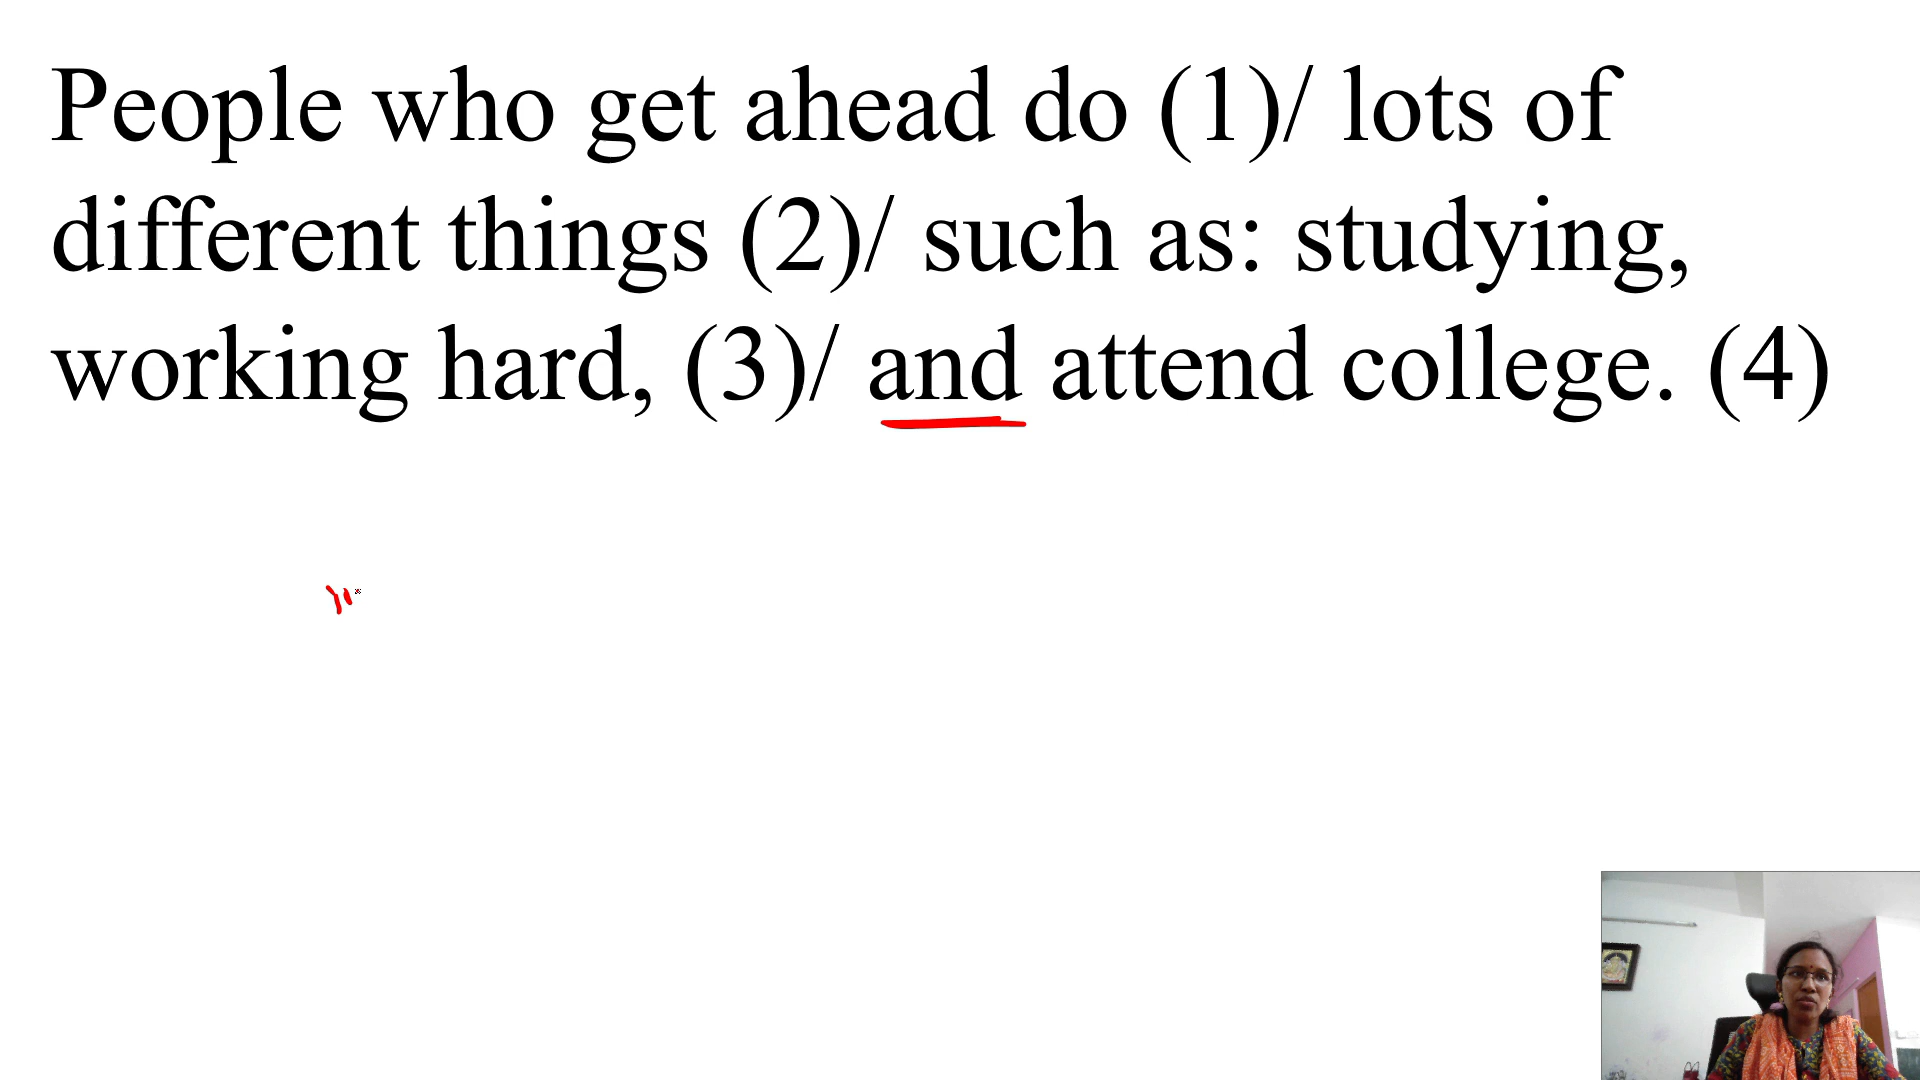 People who get ahead do (1)/ lots of
different things (2)/ such as: studying,
working hard, (3)/ and attend college. (4)